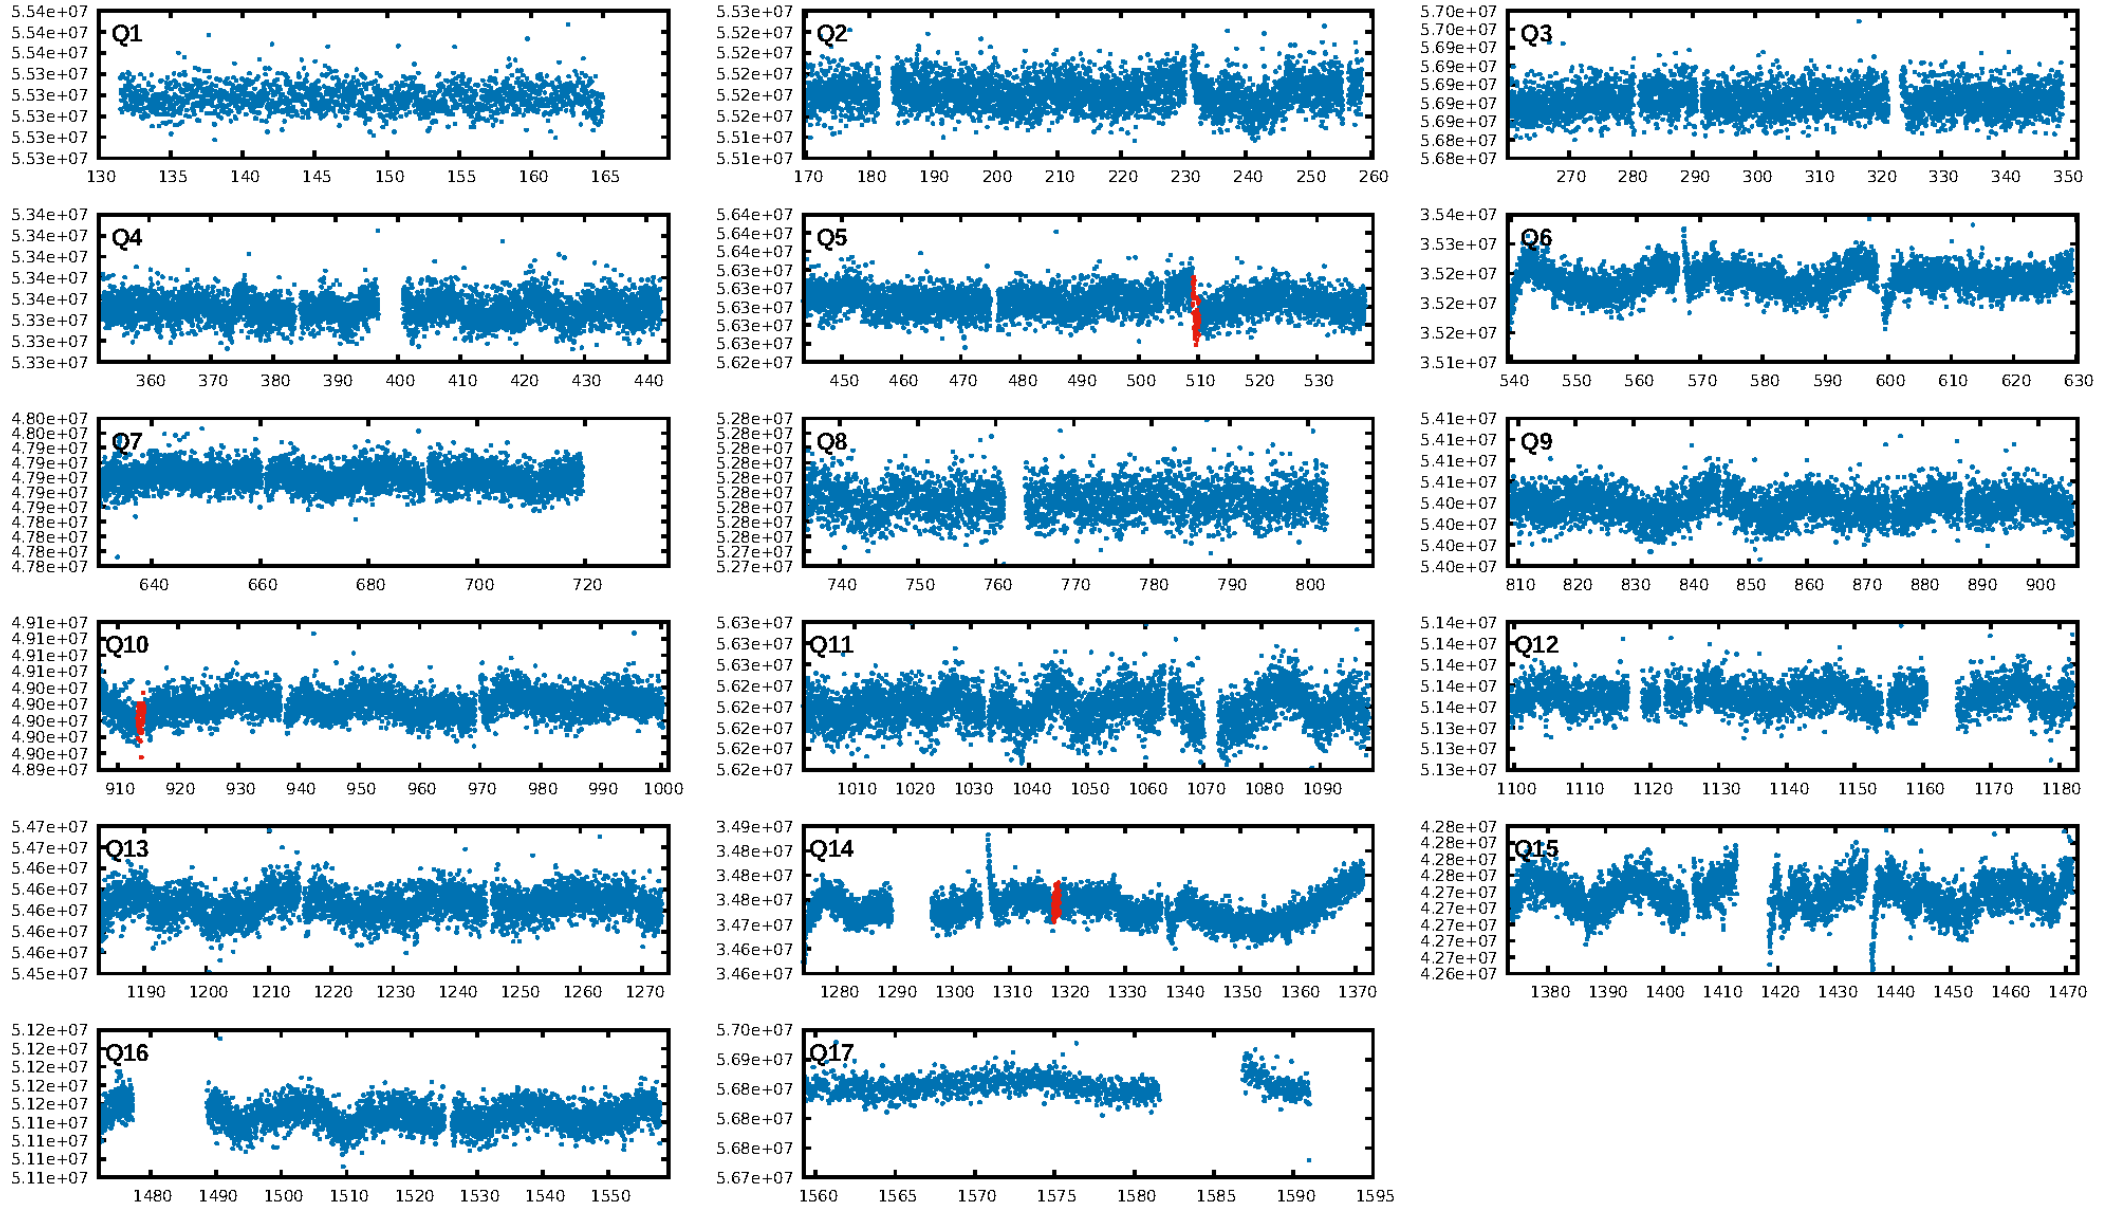 Q1
5.54e+07
5.54e+07
5.54e+07
5.53e+07
5.53e+07
5.53e+07
5.53e+07
5.53e+07
130 135 140 145 150 155 160 165
Q2
5.53e+07
5.52e+07
5.52e+07
5.52e+07
5.52e+07
5.52e+07
5.51e+07
5.51e+07
170 180 190 200 210 220 230 240 250 260
Q3
5.70e+07
5.70e+07
5.69e+07
5.69e+07
5.69e+07
5.69e+07
5.69e+07
5.68e+07
5.68e+07
270 280 290 300 310 320 330 340 350
Q4
5.34e+07
5.34e+07
5.34e+07
5.34e+07
5.34e+07
5.33e+07
5.33e+07
5.33e+07
360 370 380 390 400 410 420 430 440
Q5
5.64e+07
5.64e+07
5.64e+07
5.63e+07
5.63e+07
5.63e+07
5.63e+07
5.63e+07
5.62e+07
450 460 470 480 490 500 510 520 530
Q6
3.54e+07
3.53e+07
3.52e+07
3.52e+07
3.52e+07
3.51e+07
540 550 560 570 580 590 600 610 620 630
Q7
4.80e+07
4.80e+07
4.79e+07
4.79e+07
4.79e+07
4.79e+07
4.79e+07
4.78e+07
4.78e+07
4.78e+07
4.78e+07
640 660 680 700 720
Q8
5.28e+07
5.28e+07
5.28e+07
5.28e+07
5.28e+07
5.28e+07
5.28e+07
5.28e+07
5.28e+07
5.27e+07
5.27e+07
740 750 760 770 780 790 800
Q9
5.41e+07
5.41e+07
5.41e+07
5.41e+07
5.40e+07
5.40e+07
5.40e+07
5.40e+07
810 820 830 840 850 860 870 880 890 900
Q10
4.91e+07
4.91e+07
4.91e+07
4.91e+07
4.90e+07
4.90e+07
4.90e+07
4.90e+07
4.90e+07
4.89e+07
910 920 930 940 950 960 970 980 990 1000
Q11
5.63e+07
5.63e+07
5.63e+07
5.62e+07
5.62e+07
5.62e+07
5.62e+07
5.62e+07
1010 1020 1030 1040 1050 1060 1070 1080 1090
Q12
5.14e+07
5.14e+07
5.14e+07
5.14e+07
5.14e+07
5.13e+07
5.13e+07
5.13e+07
1100 1110 1120 1130 1140 1150 1160 1170 1180
Q13
5.47e+07
5.47e+07
5.46e+07
5.46e+07
5.46e+07
5.46e+07
5.46e+07
5.45e+07
1190 1200 1210 1220 1230 1240 1250 1260 1270
Q14
3.49e+07
3.48e+07
3.48e+07
3.48e+07
3.47e+07
3.46e+07
3.46e+07
1280 1290 1300 1310 1320 1330 1340 1350 1360 1370
Q15
4.28e+07
4.28e+07
4.28e+07
4.27e+07
4.27e+07
4.27e+07
4.27e+07
4.27e+07
4.26e+07
1380 1390 1400 1410 1420 1430 1440 1450 1460 1470
Q16
5.12e+07
5.12e+07
5.12e+07
5.12e+07
5.12e+07
5.11e+07
5.11e+07
5.11e+07
5.11e+07
1480 1490 1500 1510 1520 1530 1540 1550
Q17
5.70e+07
5.69e+07
5.68e+07
5.68e+07
5.68e+07
5.67e+07
1560 1565 1570 1575 1580 1585 1590 1595